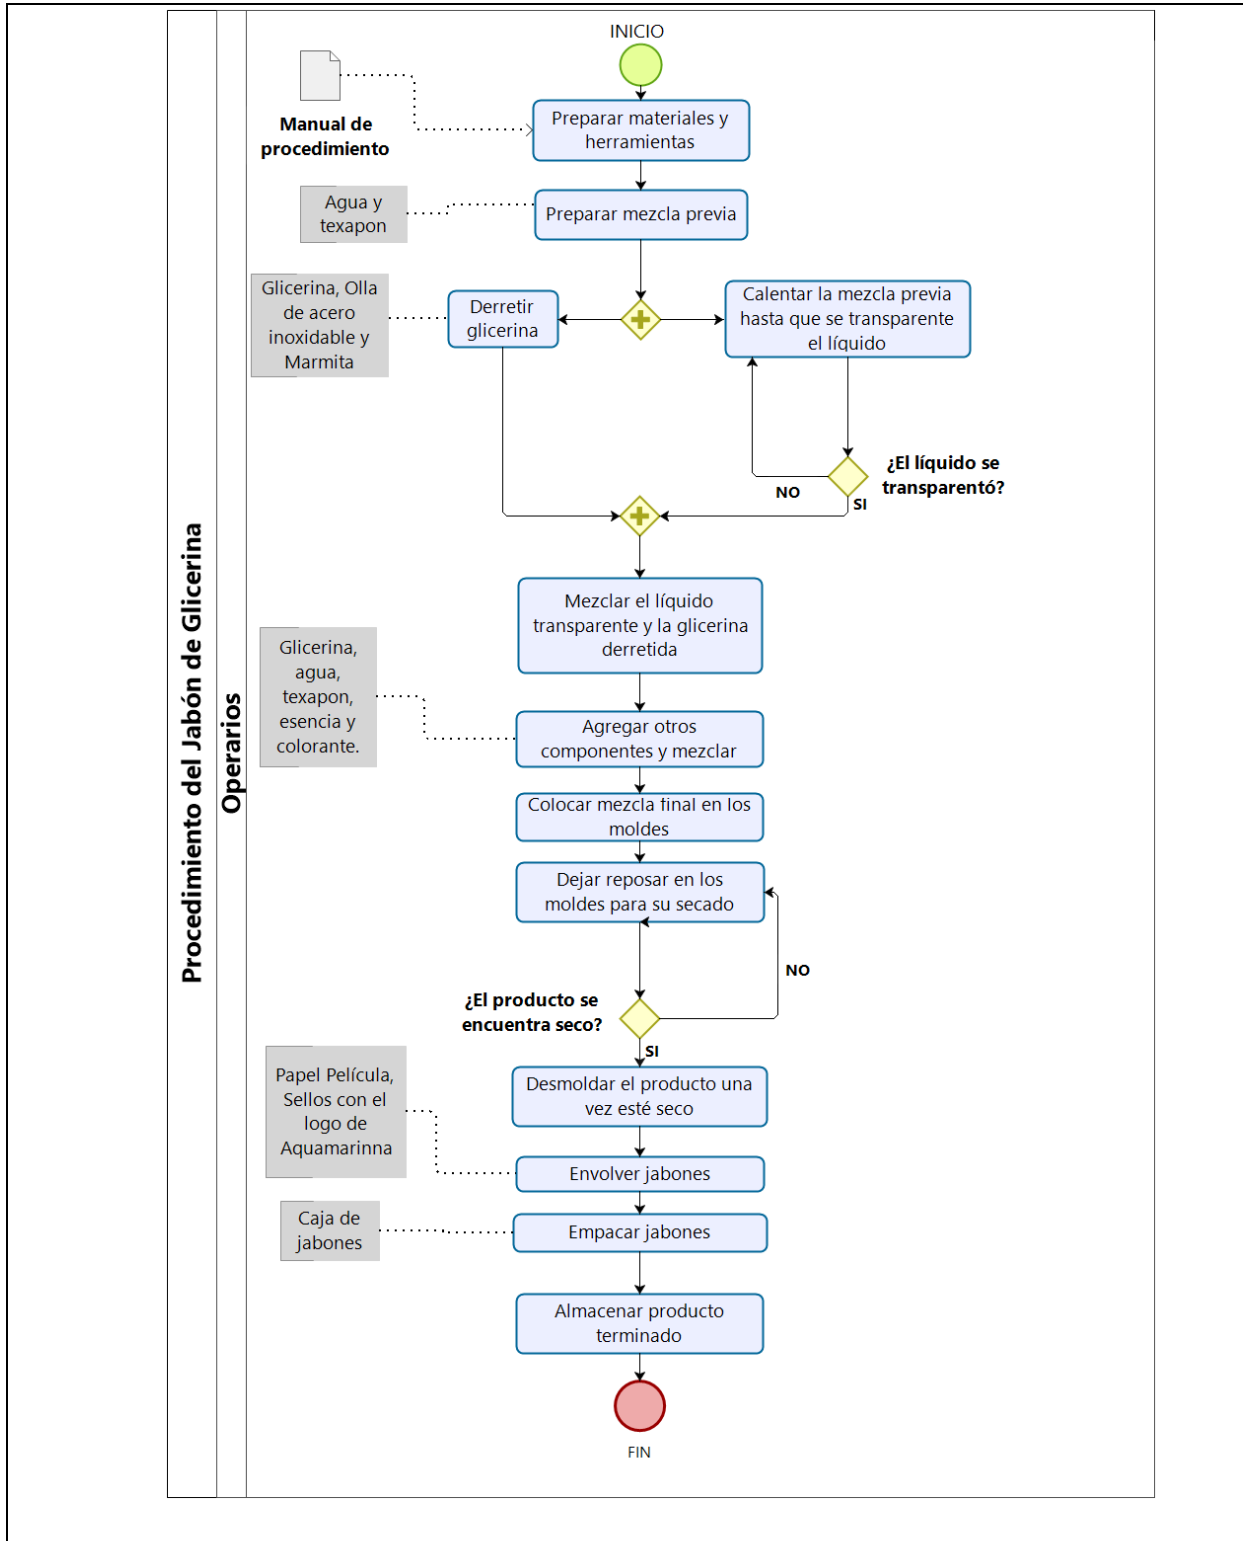 Procedimiento del Jabón de Glicerina
Operarios
INICIO
Manual de
procedimiento
Preparar materiales y
herramientas
Agua y
texapon
Preparar mezcla previa
Glicerina, Olla
de acero
inoxidable y
Marmita
Derretir
glicerina
Calentar la mezcla previa
hasta que se transparente
el líquido
¿El líquido se
transparentó?
NO
SI
Mezclar el líquido
transparente y la glicerina
derretida
Glicerina,
agua,
texapon,
esencia y
colorante.
Agregar otros
componentes y mezclar
Colocar mezcla final en los
moldes
Dejar reposar en los
moldes para su secado
NO
¿El producto se
encuentra seco?
SI
Papel Película,
Sellos con el
logo de
Aquamarinna
Desmoldar el producto una
vez esté seco
Envolver jabones
Caja de
jabones
Empacar jabones
Almacenar producto
terminado
FIN